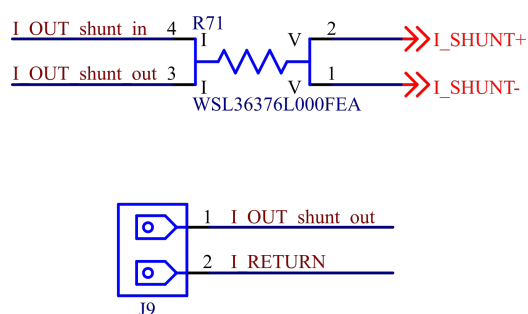 R71
I_OUT_shunt_in 4 I V 2 I_SHUNT+
I_OUT_shunt_out 3 I V 1 I_SHUNT-
WSL36376L000FEA
1 I_OUT_shunt_out
2 I_RETURN
J9